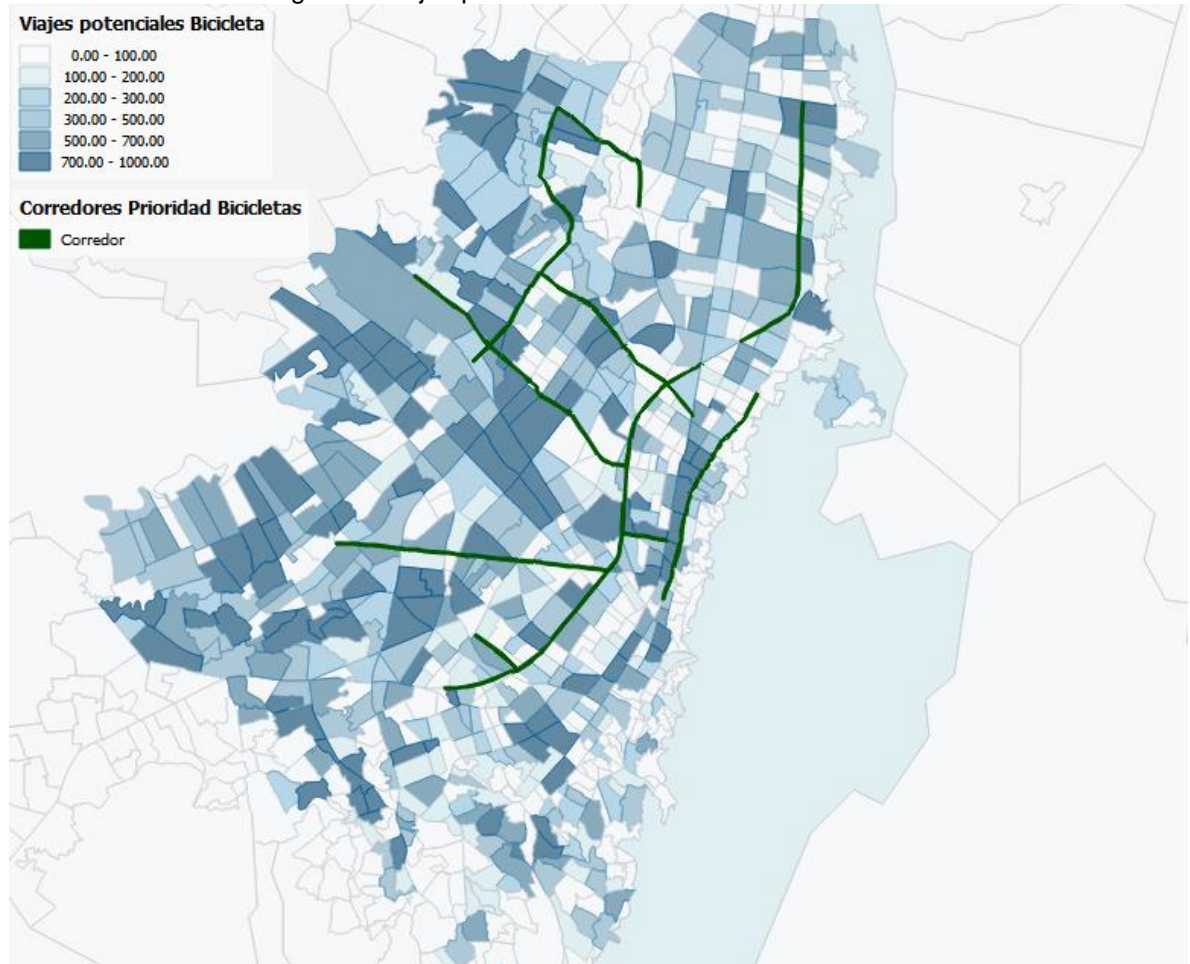 Viajes potenciales Bicicleta
0.00 - 100.00
100.00 - 200.00
200.00 - 300.00
300.00 - 500.00
500.00 - 700.00
700.00 - 1000.00
Corredores Prioridad Bicicletas
Corredor